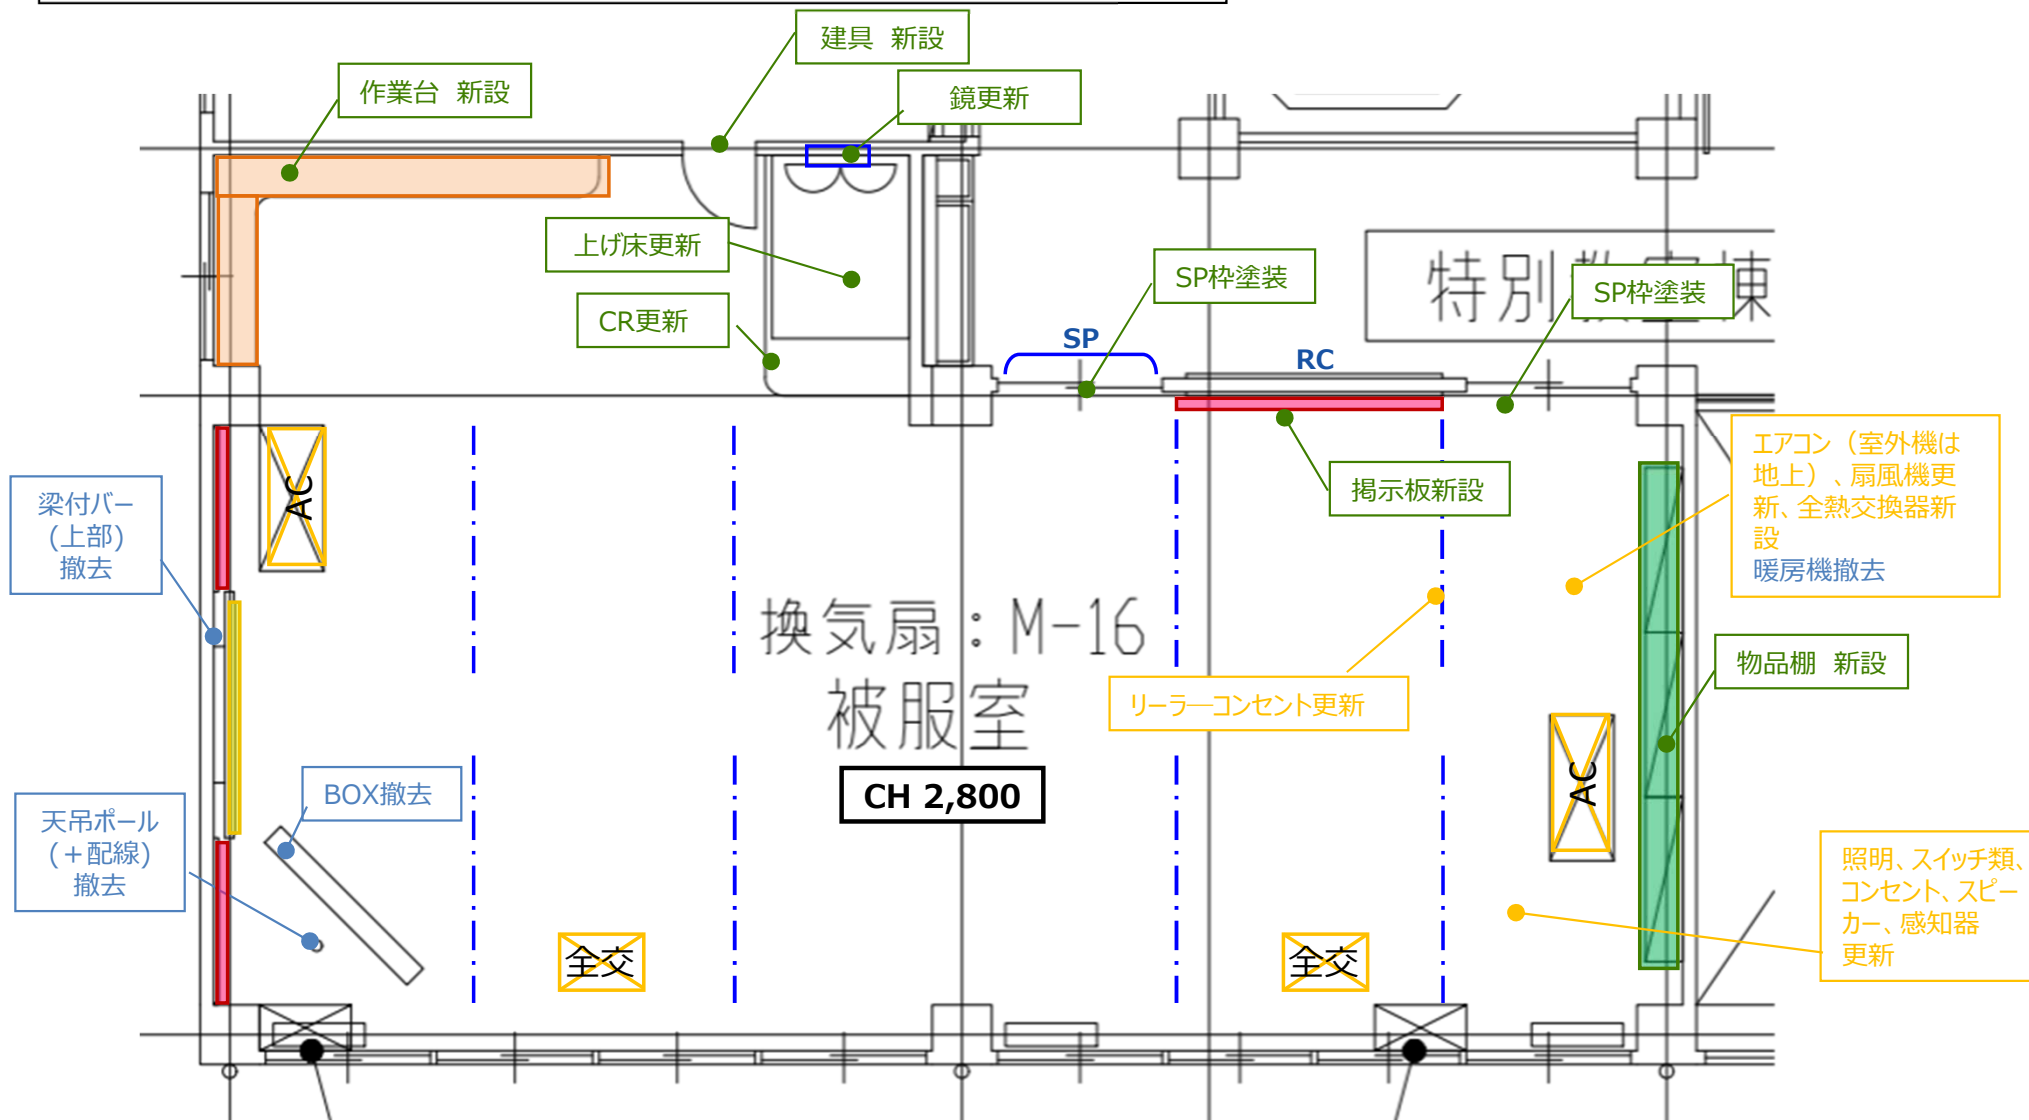 建具　新設
作業台　新設
鏡更新
上げ床更新
SP枠塗装
特別教室棟
SP枠塗装
CR更新
SP
RC
エアコン（室外機は
地上）、扇風機更
新、全熱交換器新
設
暖房機撤去
掲示板新設
梁付バー
（上部）
撤去
AC
換気扇：M-16
被服室
CH 2,800
リーラーコンセント更新
物品棚　新設
AC
BOX撤去
天吊ポール
（＋配線）
撤去
照明、スイッチ類、
コンセント、スピー
カー、感知器
更新
全交
全交